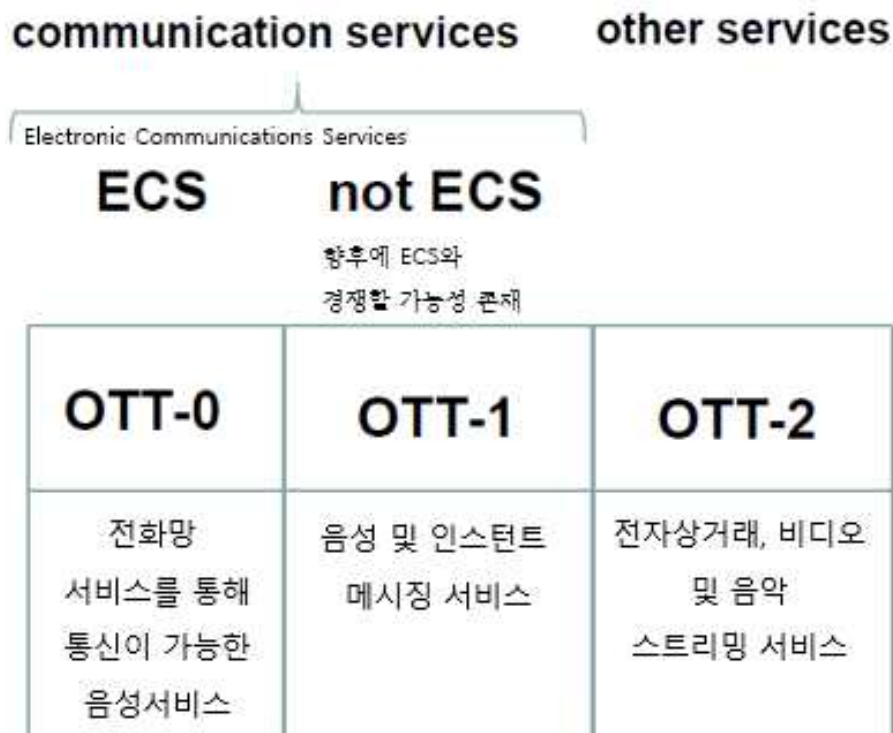 communication services other services
Electronic Communications Services
ECS not ECS
향후에 ECS와
경쟁할 가능성 존재
OTT-0 OTT-1 OTT-2
전화망
서비스를 통해
통신이 가능한
음성서비스
음성 및 인스턴트
메시징 서비스
전자상거래, 비디오
및 음악
스트리밍 서비스